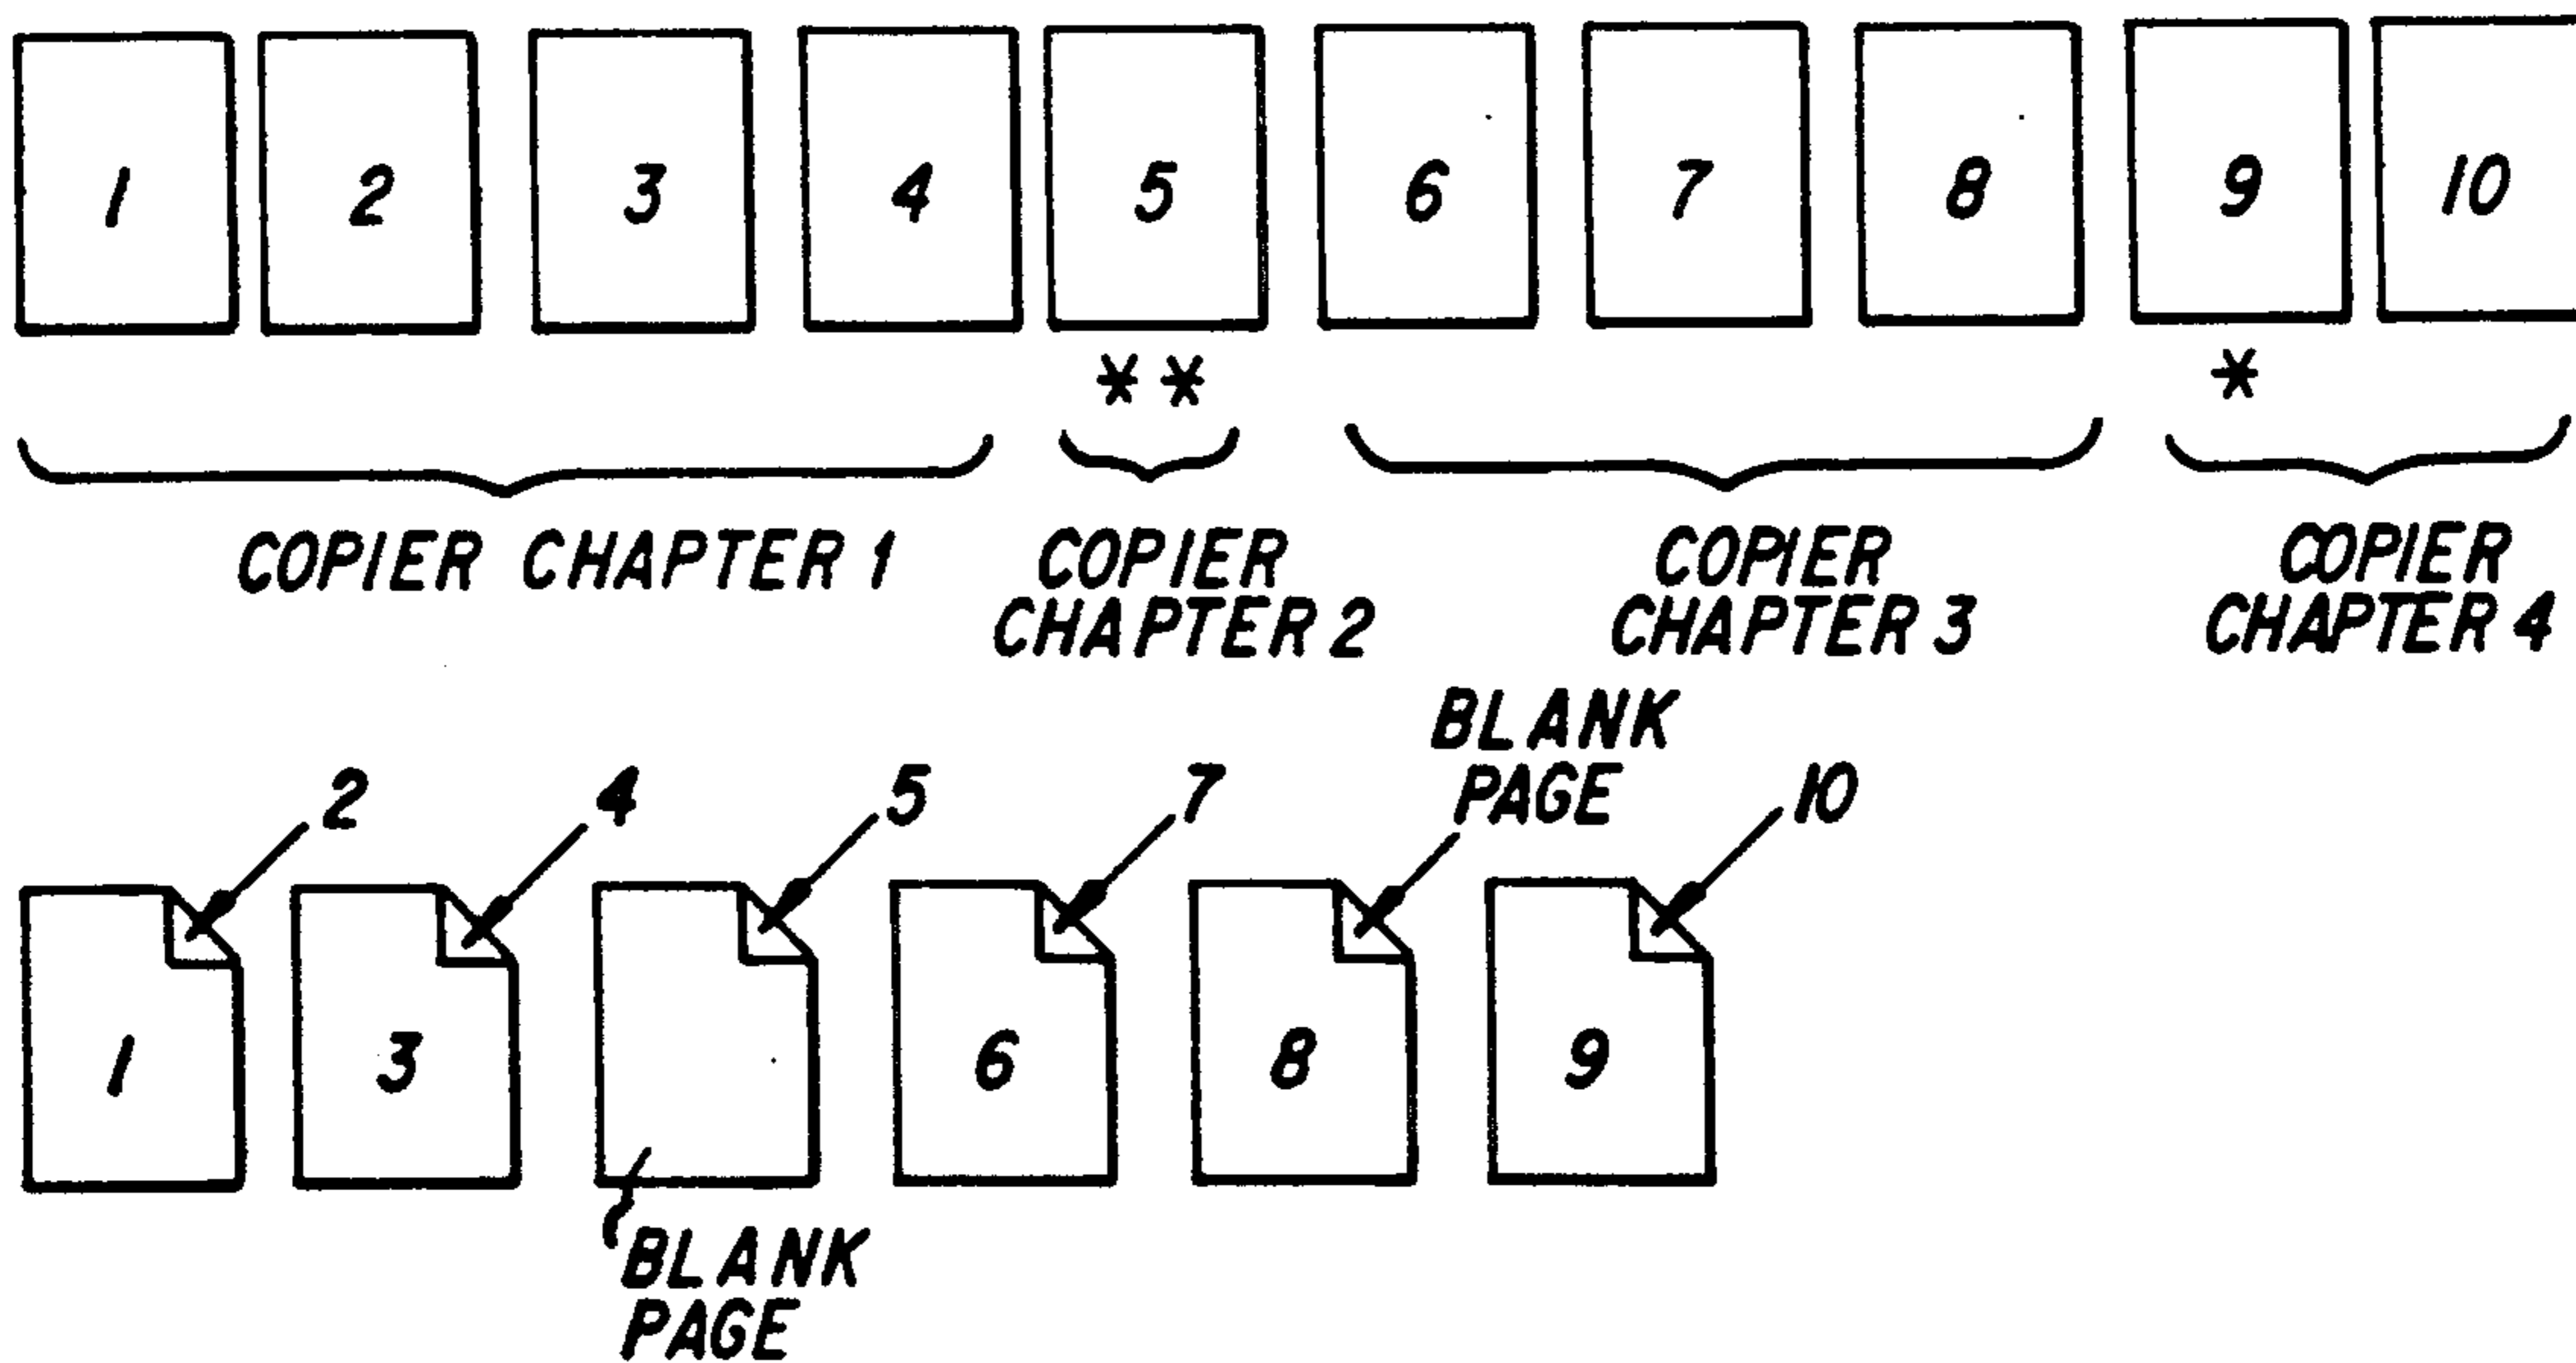 1 2 3 4 5 6 7 8 9 10
** *
COPIER CHAPTER 1
COPIER
CHAPTER 2
COPIER
CHAPTER 3
COPIER
CHAPTER 4
2 4 5 7
BLANK
PAGE
10
1 3 6 8 9
BLANK
PAGE